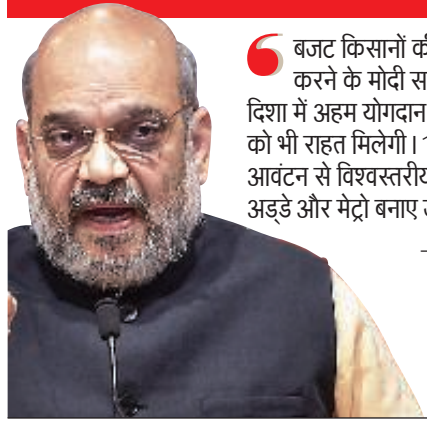 बजट किसानों की
करने के मोदी स
दिशा में अहम योगदान
को भी राहत मिलेगी।
आवंटन से विश्वस्तरीय
अड्डे और मेट्रो बनाए